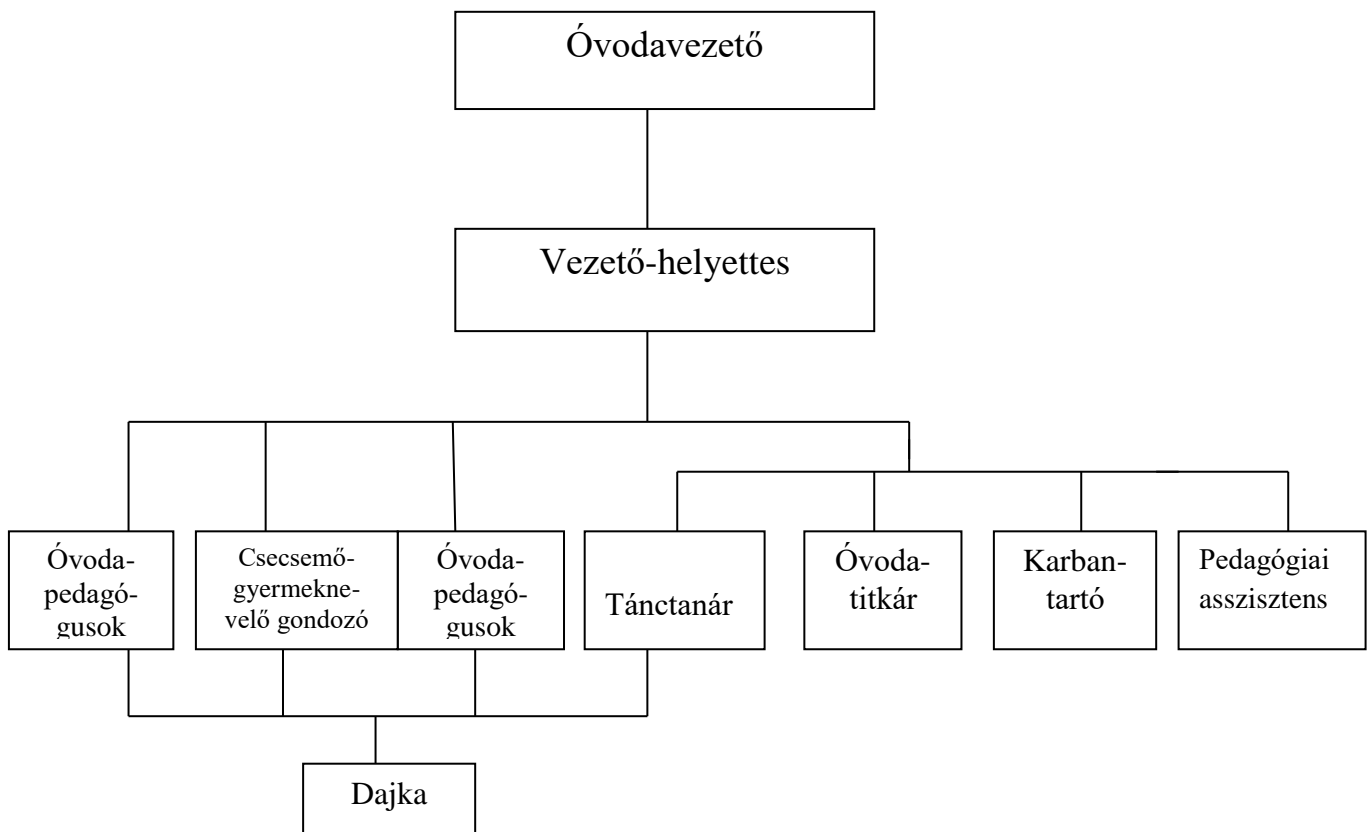 Óvodavezető
Vezető-helyettes
Óvoda-
pedagó-
gusok
Csecsemő-
gyermekne-
velő gondozó
Óvoda-
pedagó-
gusok
Tánctanár
Óvoda-
titkár
Karban-
tartó
Pedagógiai
asszisztens
Dajka